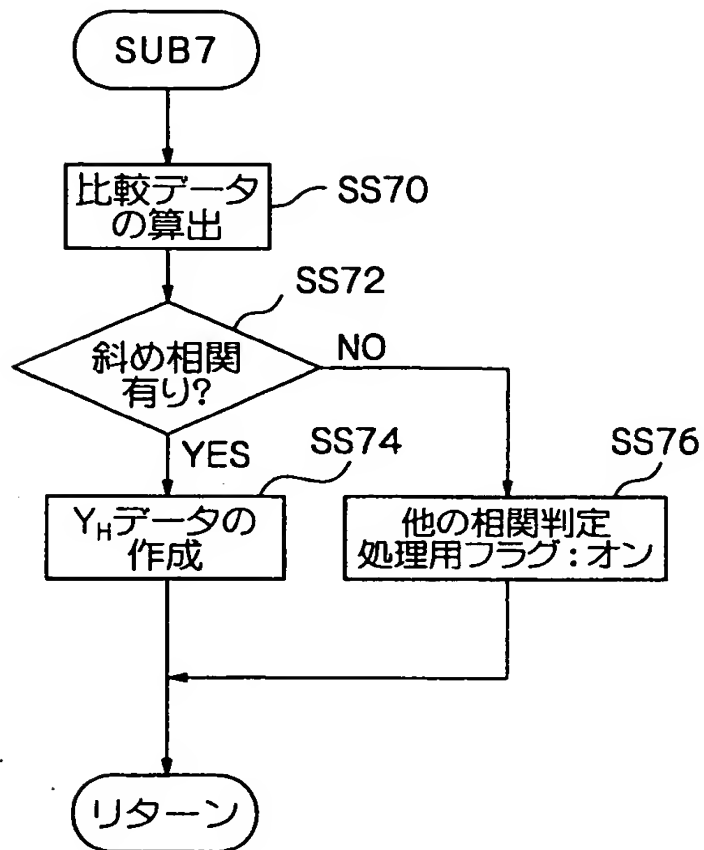 SUB7
比較データ
の算出
SS70
SS72
斜め相関
有り?
NO
YES
SS74
SS76
YHデータの
作成
他の相関判定
処理用フラグ:オン
リターン